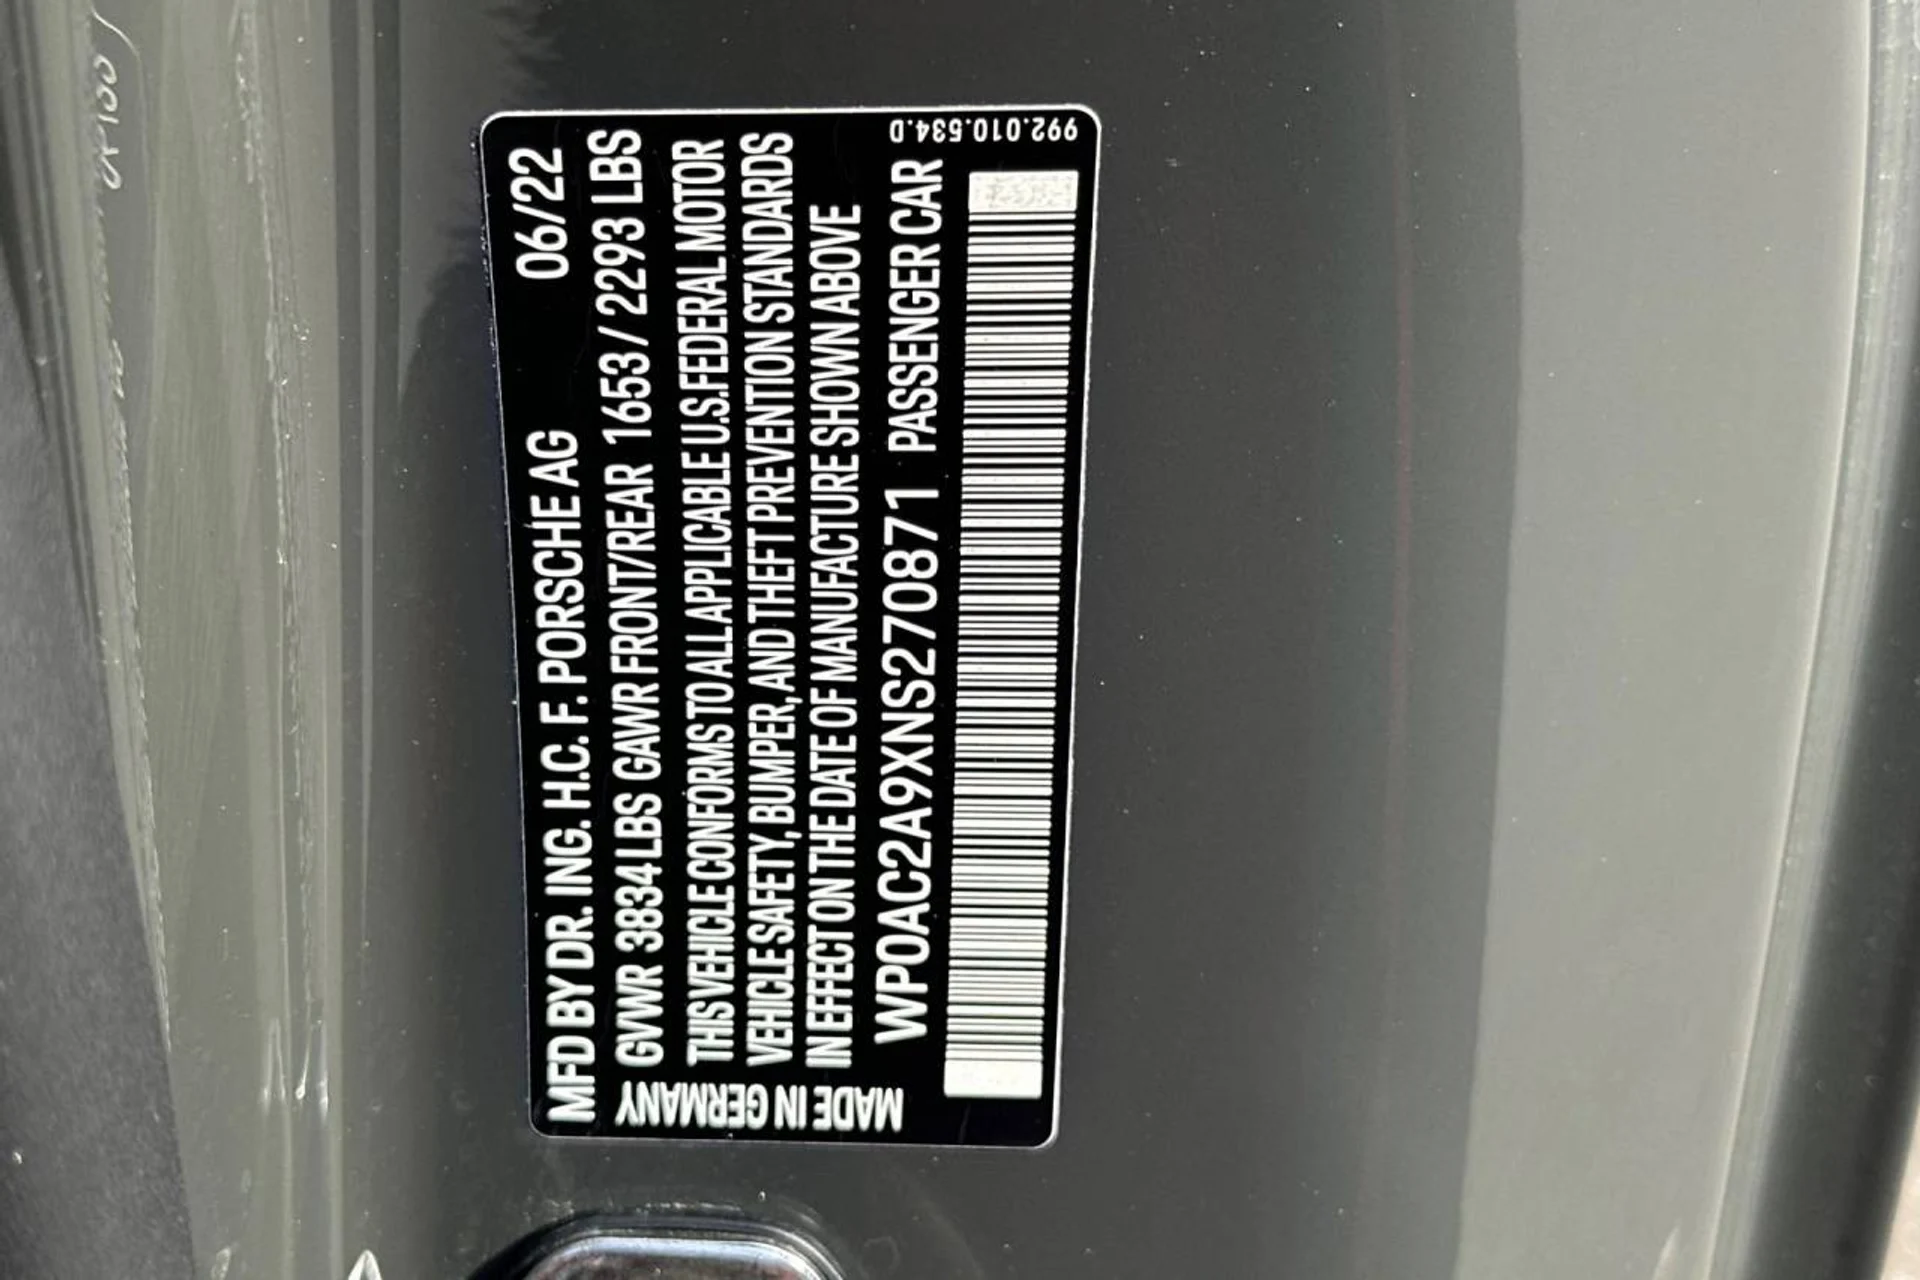 MFD BY DR. ING. H.C. F. PORSCHE AG 06/22
GVWR 3834 LBS GAWR FRONT/REAR 1653 / 2293 LBS
THIS VEHICLE CONFORMS TO ALL APPLICABLE U.S. FEDERAL MOTOR
VEHICLE SAFETY, BUMPER, AND THEFT PREVENTION STANDARDS
IN EFFECT ON THE DATE OF MANUFACTURE SHOWN ABOVE
WP0AC2A9XNS270871 PASSENGER CAR
MADE IN GERMANY
992.010.534.D